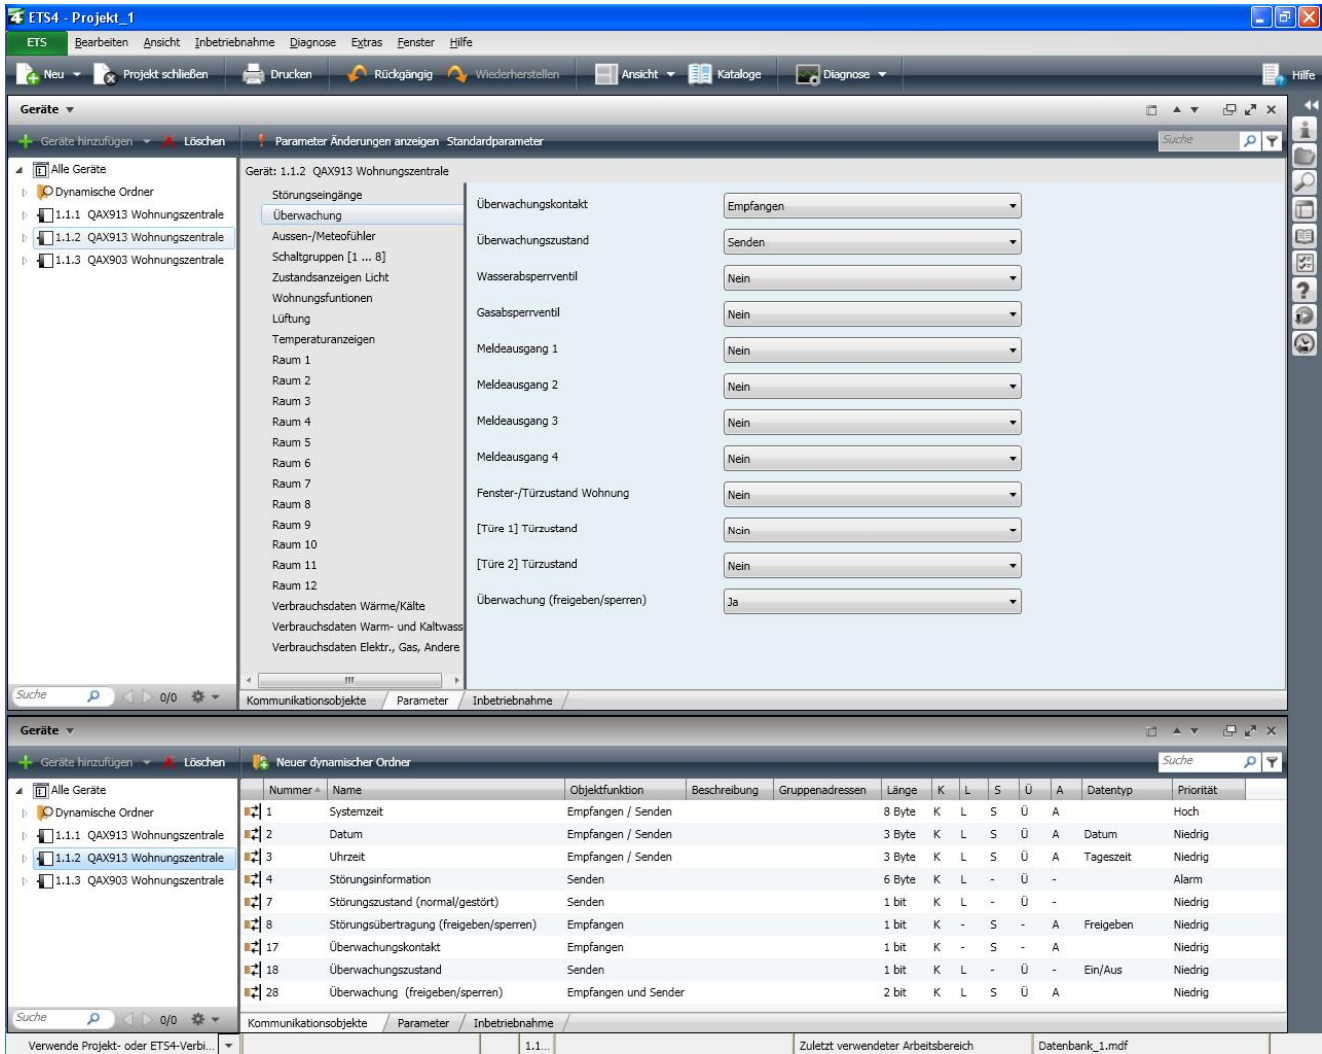 ETS4 - Projekt_1
ETS Bearbeiten Ansicht Inbetriebnahme Diagnose Extras Fenster Hilfe
Neu Projekt schließen Drucken Rückgängig Wiederherstellen Ansicht Kataloge Diagnose Hilfe
Geräte
Geräte hinzufügen Löschen Parameter Änderungen anzeigen Standardparameter Suche
Alle Geräte
Dynamische Ordner
1.1.1 QAX913 Wohnungszentrale
1.1.2 QAX913 Wohnungszentrale
1.1.3 QAX903 Wohnungszentrale
Suche 0/0
Gerät: 1.1.2 QAX913 Wohnungszentrale
Störungseingänge
Überwachung
Aussen-/Meteofühler
Schaltgruppen [1 ... 8]
Zustandsanzeigen Licht
Wohnungsfuntionen
Lüftung
Temperaturanzeigen
Raum 1
Raum 2
Raum 3
Raum 4
Raum 5
Raum 6
Raum 7
Raum 8
Raum 9
Raum 10
Raum 11
Raum 12
Verbrauchsdaten Wärme/Kälte
Verbrauchsdaten Warm- und Kaltwass
Verbrauchsdaten Elektr., Gas, Andere
Überwachungskontakt Empfangen
Überwachungszustand Senden
Wasserabsperrventil Nein
Gasabsperrventil Nein
Meldeausgang 1 Nein
Meldeausgang 2 Nein
Meldeausgang 3 Nein
Meldeausgang 4 Nein
Fenster-/Türzustand Wohnung Nein
[Türe 1] Türzustand Nein
[Türe 2] Türzustand Nein
Überwachung (freigeben/sperren) Ja
Kommunikationsobjekte Parameter Inbetriebnahme
Geräte
Geräte hinzufügen Löschen Neuer dynamischer Ordner Suche
Alle Geräte
Dynamische Ordner
1.1.1 QAX913 Wohnungszentrale
1.1.2 QAX913 Wohnungszentrale
1.1.3 QAX903 Wohnungszentrale
Suche 0/0
Nummer Name Objektfunktion Beschreibung Gruppenadressen Länge K L S Ü A Datentyp Priorität
1 Systemzeit Empfangen / Senden 8 Byte K L S Ü A Hoch
2 Datum Empfangen / Senden 3 Byte K L S Ü A Datum Niedrig
3 Uhrzeit Empfangen / Senden 3 Byte K L S Ü A Tageszeit Niedrig
4 Störungsinformation Senden 6 Byte K L - Ü - Alarm
7 Störungszustand (normal/gestört) Senden 1 bit K L - Ü - Niedrig
8 Störungsübertragung (freigeben/sperren) Empfangen 1 bit K - S - A Freigeben Niedrig
17 Überwachungskontakt Empfangen 1 bit K - S - A Niedrig
18 Überwachungszustand Senden 1 bit K L - Ü - Ein/Aus Niedrig
28 Überwachung (freigeben/sperren) Empfangen und Sender 2 bit K L S Ü A Niedrig
Kommunikationsobjekte Parameter Inbetriebnahme
Verwende Projekt- oder ETS4-Verbi... 1.1... Zuletzt verwendeter Arbeitsbereich Datenbank_1.mdf